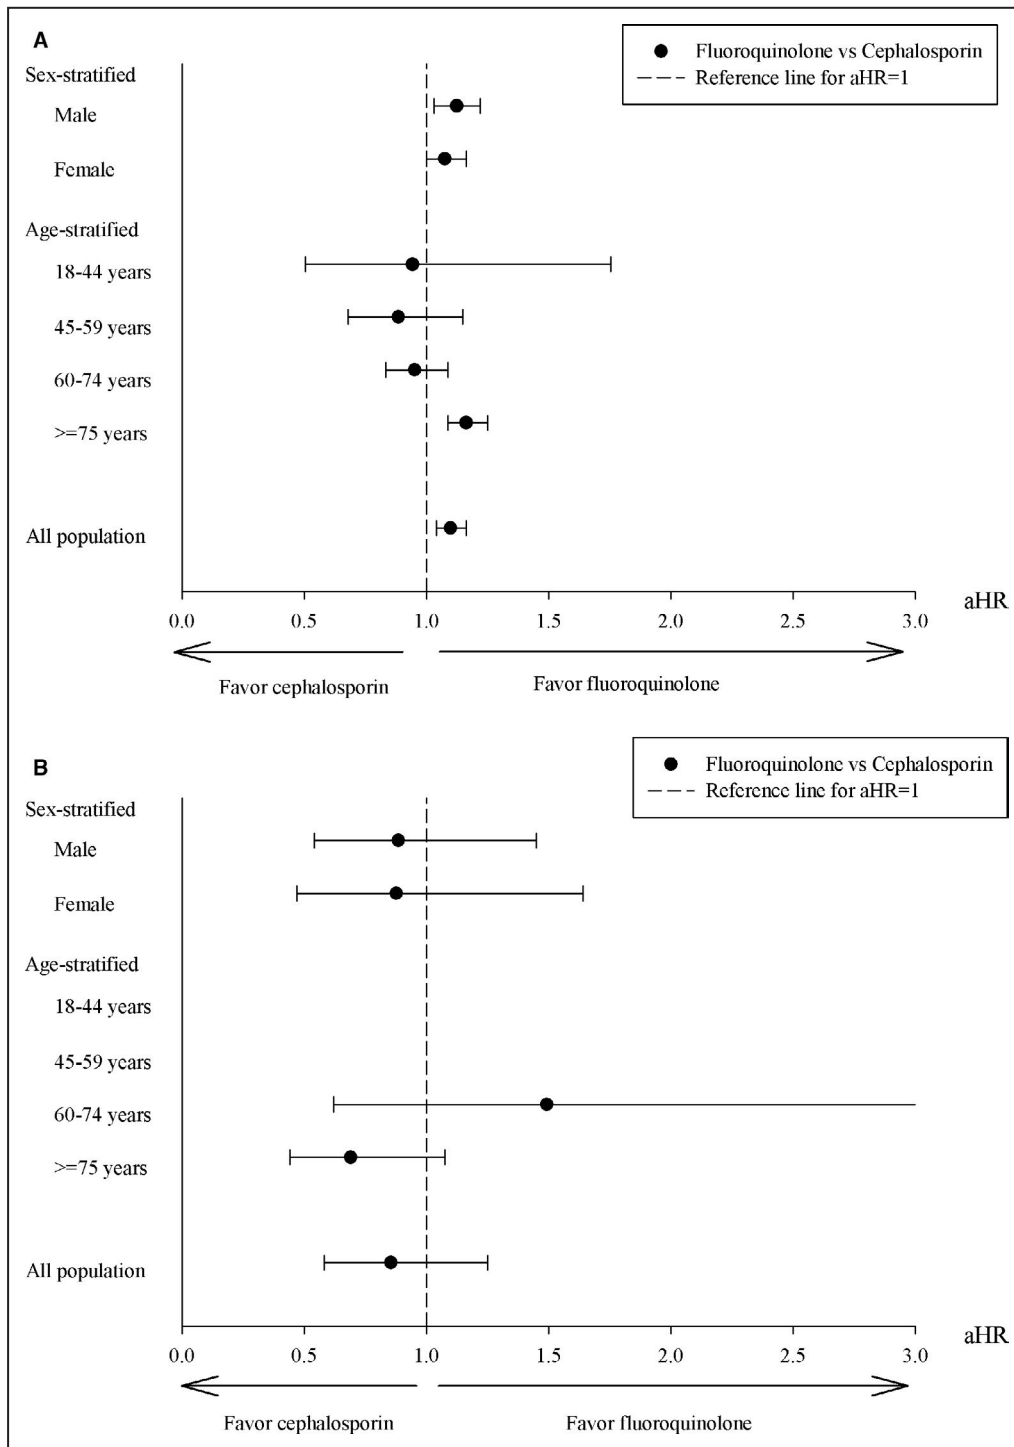 A
Fluoroquinolone vs Cephalosporin
Reference line for aHR=1
Sex-stratified
Male
Female
Age-stratified
18-44 years
45-59 years
60-74 years
>=75 years
All population
aHR
0.0 0.5 1.0 1.5 2.0 2.5 3.0
Favor cephalosporin Favor fluoroquinolone
B
Fluoroquinolone vs Cephalosporin
Reference line for aHR=1
Sex-stratified
Male
Female
Age-stratified
18-44 years
45-59 years
60-74 years
>=75 years
All population
aHR
0.0 0.5 1.0 1.5 2.0 2.5 3.0
Favor cephalosporin Favor fluoroquinolone